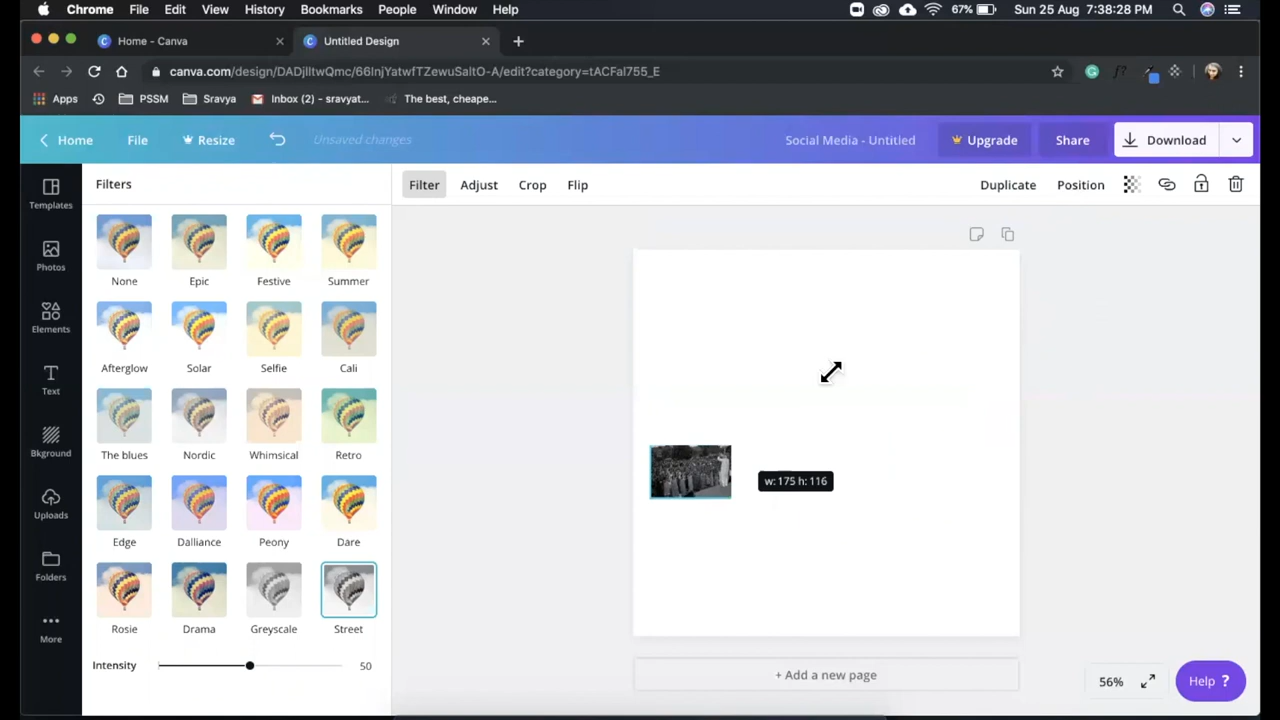 Chrome File Edit View History Bookmarks People Window Help 67% Sun 25 Aug 7:38:28 PM
Home - Canva Untitled Design
canva.com/design/DADjlltwQmc/66InjYatwfTZewuSaltO-A/edit?category=tACFal755_E
Apps PSSM Sravya Inbox (2) - sravyat... The best, cheape...
Home File Resize Unsaved changes Social Media - Untitled Upgrade Share Download
Templates
Photos
Elements
Text
Bkground
Uploads
Folders
More
Filters
None Epic Festive Summer
Afterglow Solar Selfie Cali
The blues Nordic Whimsical Retro
Edge Dalliance Peony Dare
Rosie Drama Greyscale Street
Intensity 50
Filter Adjust Crop Flip Duplicate Position
w: 175 h: 116
+ Add a new page
56%
Help ?